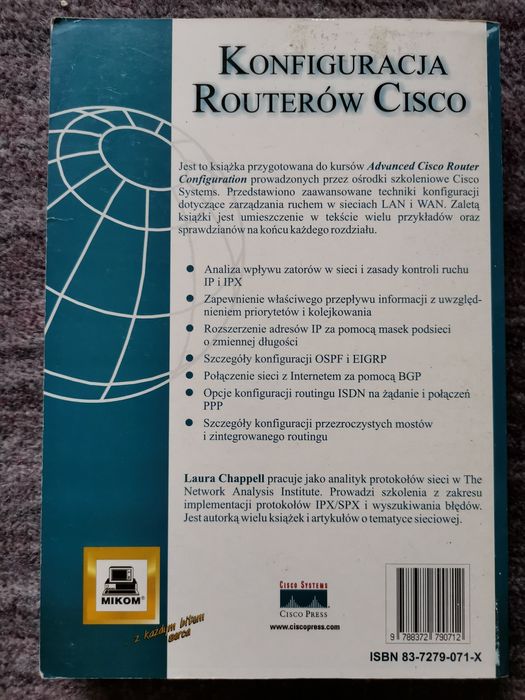 KONFIGURACJA
ROUTERÓW CISCO
Jest to książka przygotowana do kursów Advanced Cisco Router
Configuration prowadzonych przez ośrodki szkoleniowe Cisco
Systems. Przedstawiono zaawansowane techniki konfiguracji
dotyczące zarządzania ruchem w sieciach LAN i WAN. Zaletą
książki jest umieszczenie w tekście wielu przykładów oraz
sprawdzianów na końcu każdego rozdziału.
● Analiza wpływu zatorów w sieci i zasady kontroli ruchu
IP i IPX
● Zapewnienie właściwego przepływu informacji z uwzględ-
nieniem priorytetów i kolejkowania
● Rozszerzenie adresów IP za pomocą masek podsieci
o zmiennej długości
● Szczegóły konfiguracji OSPF i EIGRP
● Połączenie sieci z Internetem za pomocą BGP
● Opcje konfiguracji routingu ISDN na żądanie i połączeń
PPP
● Szczegóły konfiguracji przezroczystych mostów
i zintegrowanego routingu
Laura Chappell pracuje jako analityk protokołów sieci w The
Network Analysis Institute. Prowadzi szkolenia z zakresu
implementacji protokołów IPX/SPX i wyszukiwania błędów.
Jest autorką wielu książek i artykułów o tematyce sieciowej.
MIKOM®
...z każdym bitem
serca
CISCO SYSTEMS
CISCO PRESS
www.ciscopress.com
9 788372 790712
ISBN 83-7279-071-X